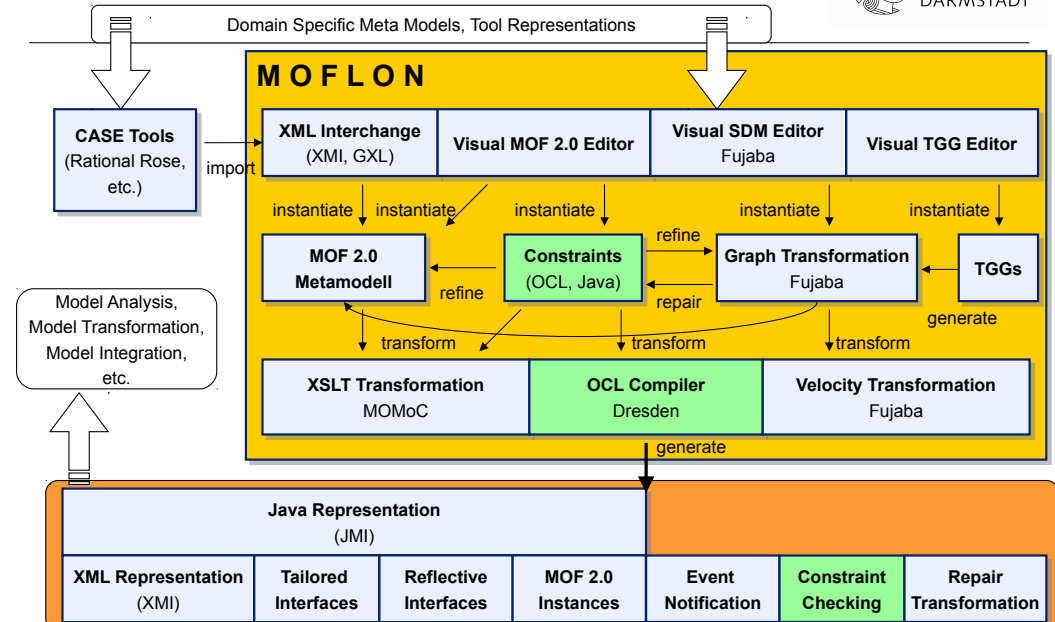 DARMSTADT
Domain Specific Meta Models, Tool Representations
MOFLON
CASE Tools
(Rational Rose,
etc.)
import
XML Interchange
(XMI, GXL)
Visual MOF 2.0 Editor
Visual SDM Editor
Fujaba
Visual TGG Editor
instantiate
instantiate
instantiate
instantiate
instantiate
MOF 2.0
Metamodell
refine
Constraints
(OCL, Java)
refine
repair
Graph Transformation
Fujaba
TGGs
generate
Model Analysis,
Model Transformation,
Model Integration,
etc.
transform
transform
transform
XSLT Transformation
MOMoC
OCL Compiler
Dresden
Velocity Transformation
Fujaba
generate
Java Representation
(JMI)
XML Representation
(XMI)
Tailored
Interfaces
Reflective
Interfaces
MOF 2.0
Instances
Event
Notification
Constraint
Checking
Repair
Transformation